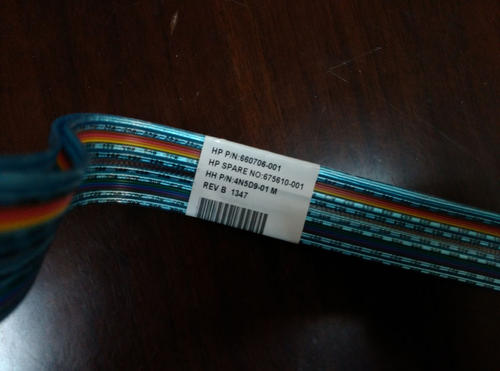 HP P/N:660706-001
HP SPARE NO:675610-001
HH P/N:4N5D9-01 M
REV B 1347